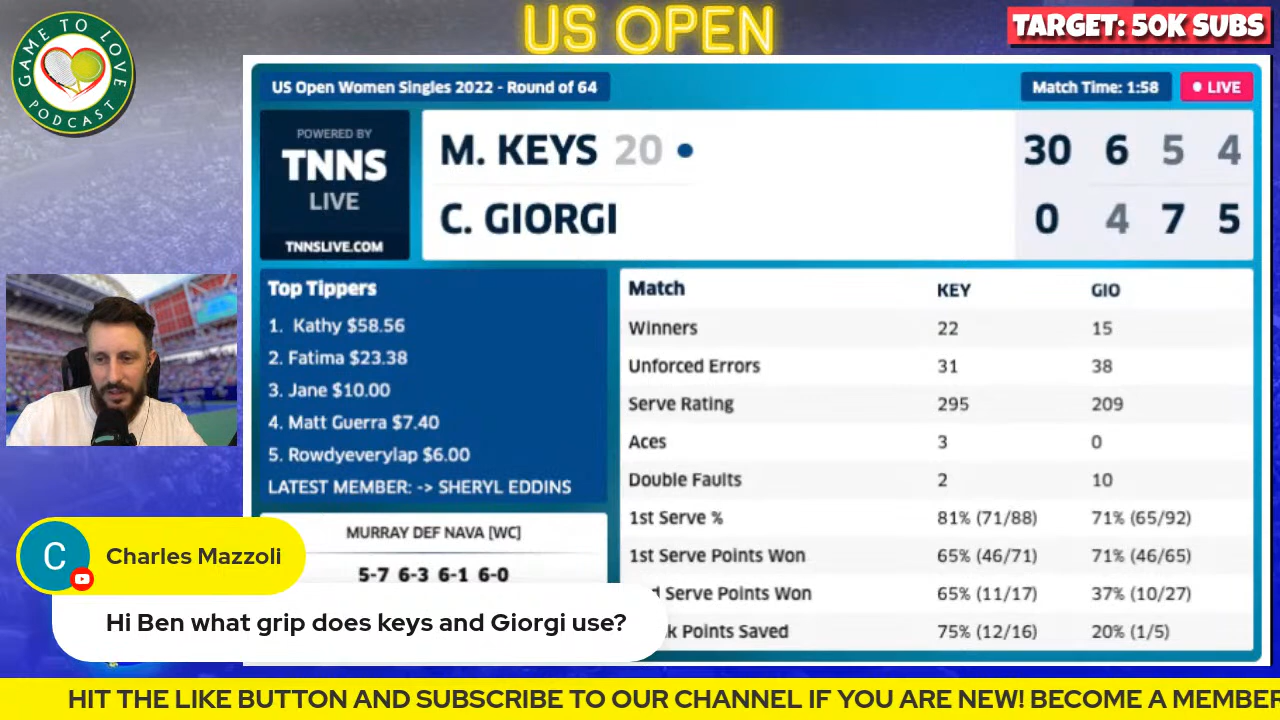 US OPEN
TARGET: 50K SUBS
GAME TO LOVE
PODCAST
US Open Women Singles 2022 - Round of 64
Match Time: 1:58
LIVE
POWERED BY
TNNS
LIVE
TNNSLIVE.COM
M. KEYS 20 30 6 5 4
C. GIORGI 0 4 7 5
Top Tippers
1. Kathy $58.56
2. Fatima $23.38
3. Jane $10.00
4. Matt Guerra $7.40
5. Rowdyeverylap $6.00
LATEST MEMBER: -> SHERYL EDDINS
MURRAY DEF NAVA [WC]
5-7 6-3 6-1 6-0
Match KEY GIO
Winners 22 15
Unforced Errors 31 38
Serve Rating 295 209
Aces 3 0
Double Faults 2 10
1st Serve % 81% (71/88) 71% (65/92)
1st Serve Points Won 65% (46/71) 71% (46/65)
Serve Points Won 65% (11/17) 37% (10/27)
Points Saved 75% (12/16) 20% (1/5)
C
Charles Mazzoli
Hi Ben what grip does keys and Giorgi use?
HIT THE LIKE BUTTON AND SUBSCRIBE TO OUR CHANNEL IF YOU ARE NEW! BECOME A MEMBER